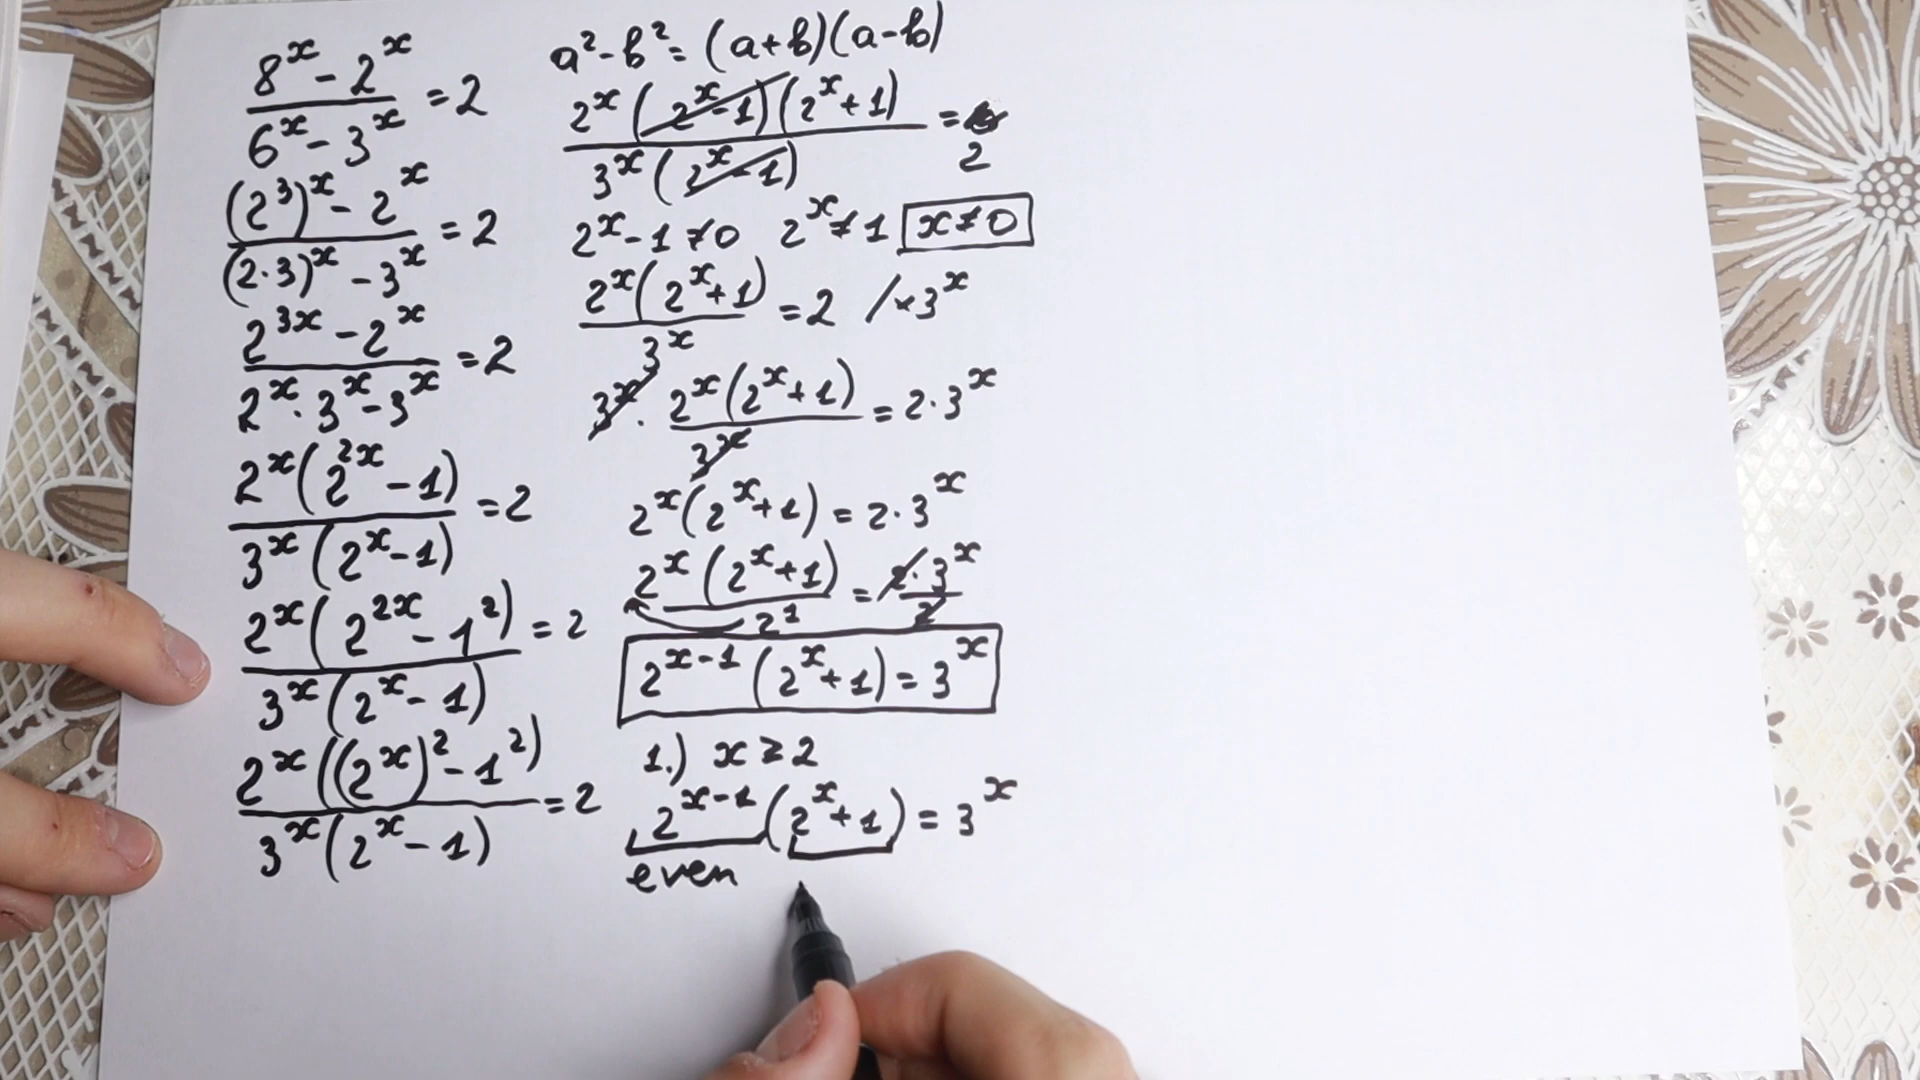 8^x - 2^x
6^x - 3^x
= 2
(2^3)^x - 2^x
(2·3)^x - 3^x
= 2
2^3x - 2^x
2^x · 3^x - 3^x
= 2
2^x (2^2x - 1)
3^x (2^x - 1)
= 2
2^x (2^2x - 1^2)
3^x (2^x - 1)
= 2
2^x ((2^x)^2 - 1^2)
3^x (2^x - 1)
= 2
a^2 - b^2 = (a+b)(a-b)
2^x (2^x - 1)(2^x + 1)
3^x (2^x - 1)
=
2
2^x - 1 ≠ 0 2^x ≠ 1 x ≠ 0
2^x (2^x + 1)
3^x
= 2 / × 3^x
3^x · 2^x (2^x + 1)
3^x
= 2 · 3^x
2^x (2^x + 1) = 2 · 3^x
2^x (2^x + 1)
2^1
= 2 · 3^x
2
2^x-1 (2^x + 1) = 3^x
1.) x ≥ 2
2^x-1 (2^x + 1) = 3^x
even